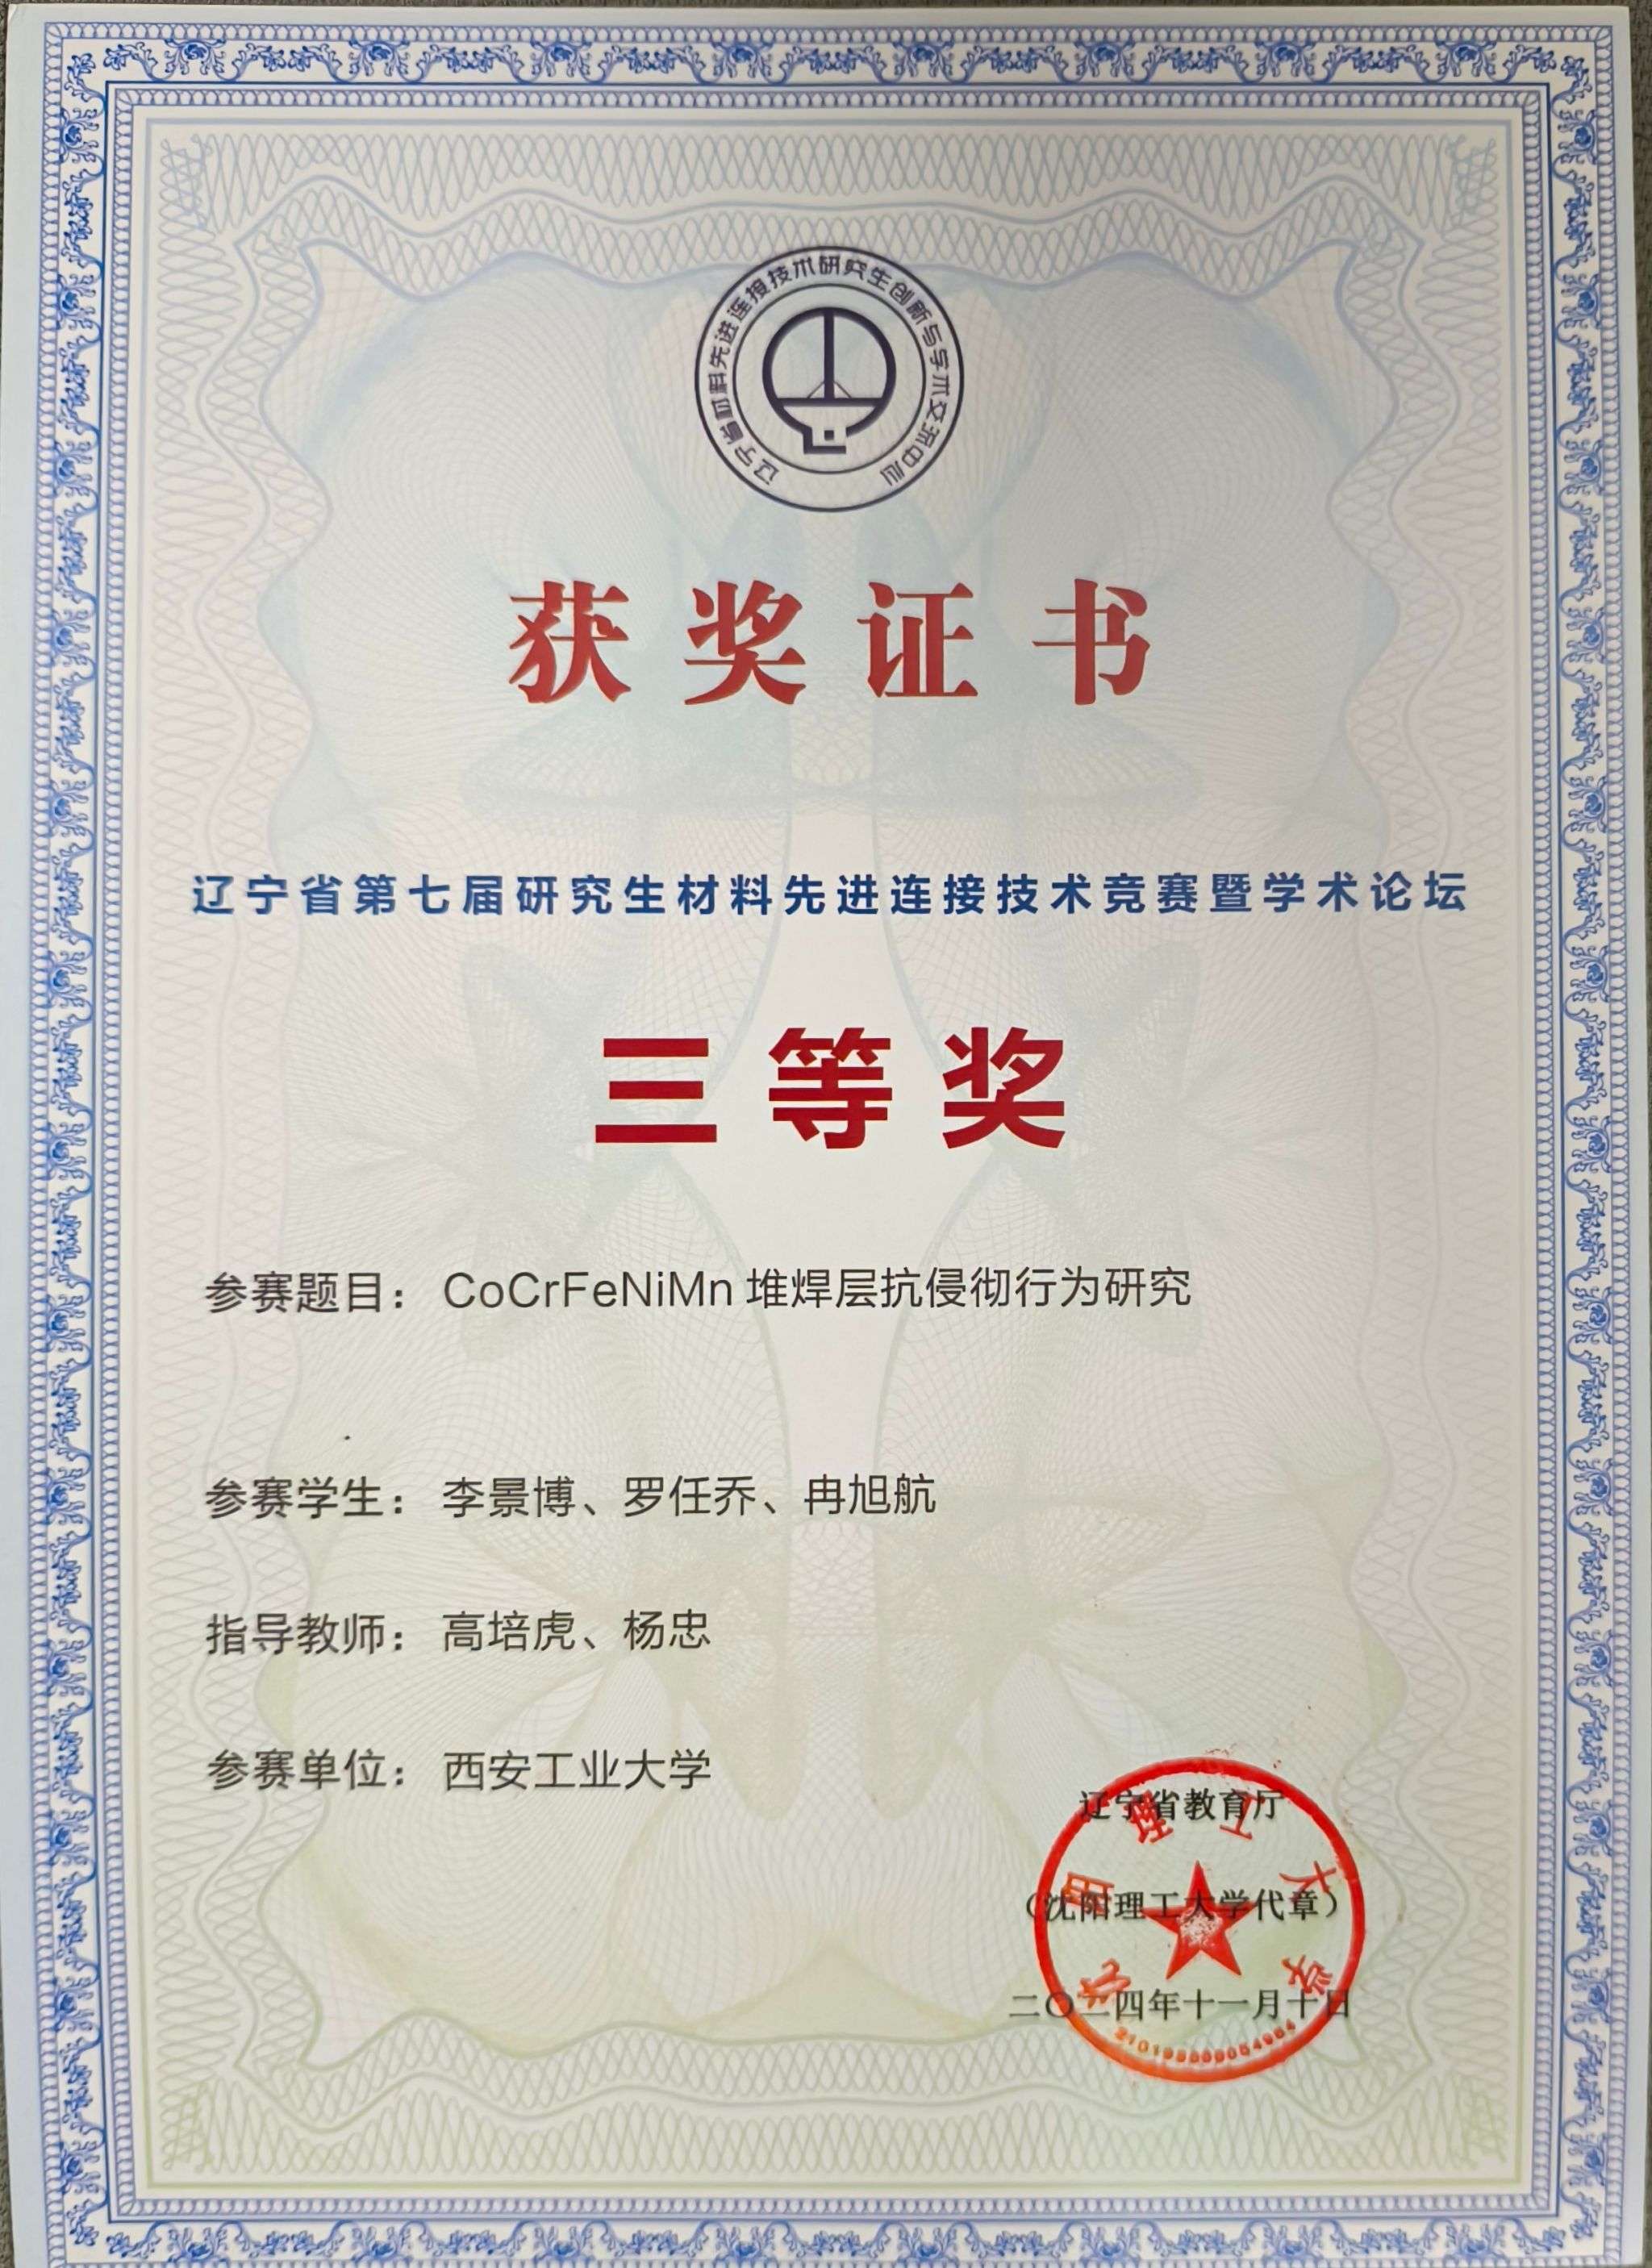 辽宁省材料先进连接技术研究生创新与学术交流中心
获奖证书
辽宁省第七届研究生材料先进连接技术竞赛暨学术论坛
三等奖
参赛题目： CoCrFeNiMn 堆焊层抗侵彻行为研究
参赛学生： 李景博、罗任乔、冉旭航
指导教师： 高培虎、杨忠
参赛单位： 西安工业大学
辽宁省教育厅
（沈阳理工大学代章）
二〇二四年十一月十日
沈阳理工大学